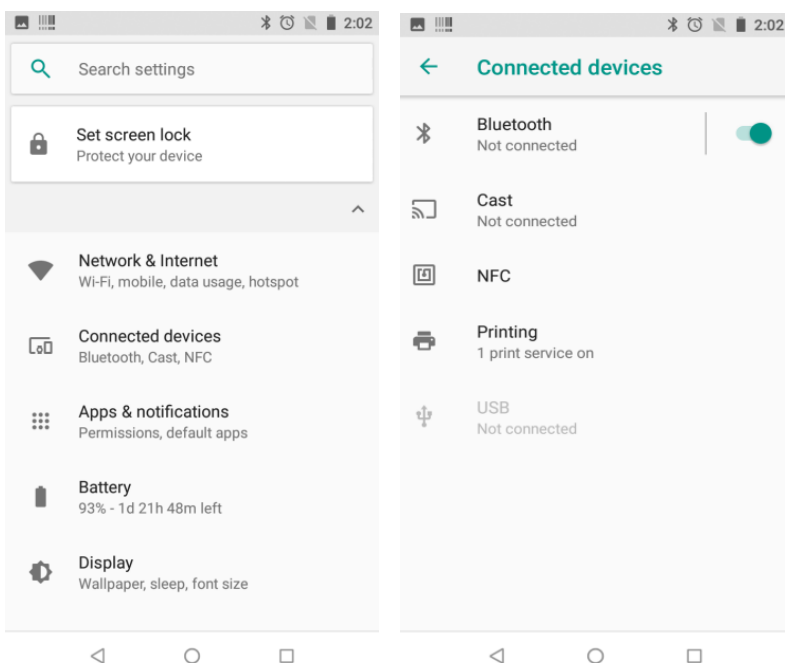 2:02
Search settings
Set screen lock
Protect your device
Network & Internet
Wi-Fi, mobile, data usage, hotspot
Connected devices
Bluetooth, Cast, NFC
Apps & notifications
Permissions, default apps
Battery
93% - 1d 21h 48m left
Display
Wallpaper, sleep, font size
2:02
Connected devices
Bluetooth
Not connected
Cast
Not connected
NFC
Printing
1 print service on
USB
Not connected